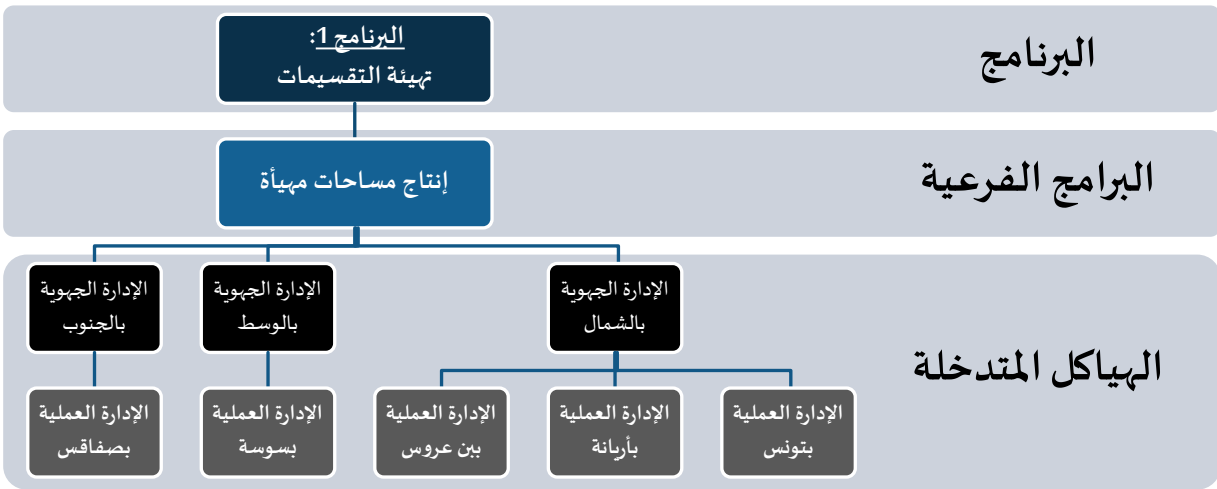 البرنامج
البرنامج 1:
تهيئة التقسيمات
البرامج الفرعية
إنتاج مساحات مهيأة
الهياكل المتدخلة
الإدارة الجهوية
بالشمال
الإدارة الجهوية
بالوسط
الإدارة الجهوية
بالجنوب
الإدارة العملية
بتونس
الإدارة العملية
بأريانة
الإدارة العملية
ببن عروس
الإدارة العملية
بسوسة
الإدارة العملية
بصفاقس